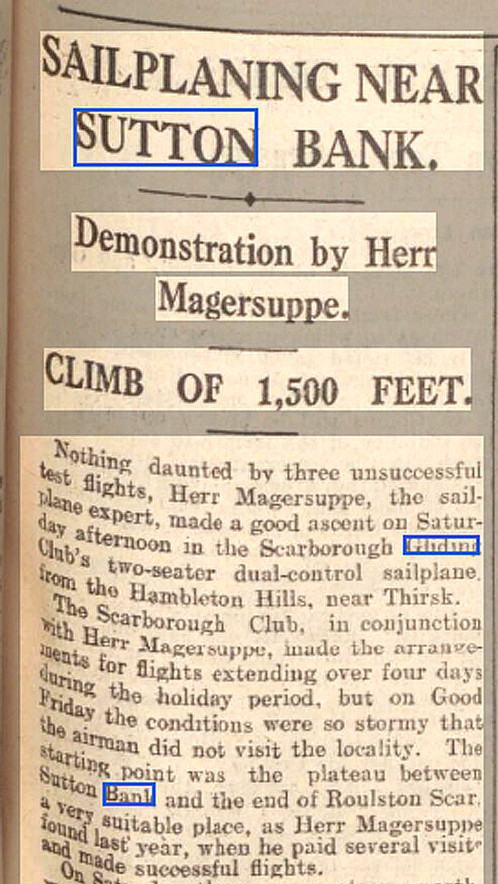 SAILPLANING NEAR
SUTTON BANK.
Demonstration by Herr
Magersuppe.
CLIMB OF 1,500 FEET.
Nothing daunted by three unsuccessful
test flights, Herr Magersuppe, the sail-
plane expert, made a good ascent on Satur-
day afternoon in the Scarborough Gliding
Club's two-seater dual-control sailplane,
from the Hambleton Hills, near Thirsk.
The Scarborough Club, in conjunction
with Herr Magersuppe, made the arrange-
ments for flights extending over four days
during the holiday period, but on Good
Friday the conditions were so stormy that
the airman did not visit the locality. The
starting point was the plateau between
Sutton Bank and the end of Roulston Scar,
a very suitable place, as Herr Magersuppe
found last year, when he paid several visits
and made successful flights.
On